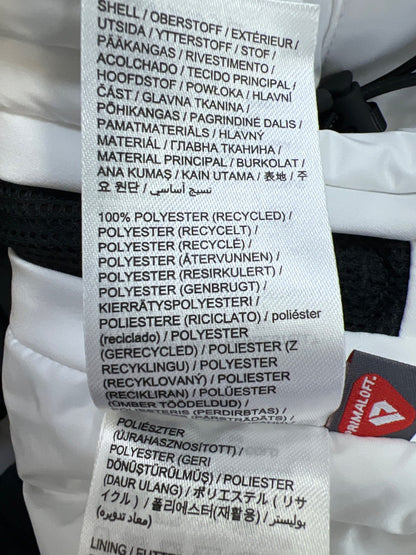 SHELL / OBERSTOFF / EXTÉRIEUR /
UTSIDA / YTTERSTOFF / STOF /
PÄÄKANGAS / RIVESTIMENTO /
ACOLCHADO / TECIDO PRINCIPAL /
HOOFDSTOF / POWŁOKA / HLAVNÍ
ČÁST / GLAVNA TKANINA /
PÕHIKANGAS / PAGRINDINĖ DALIS /
PAMATMATERIĀLS / HLAVNÝ
MATERIÁL / ГЛАВНА ТКАНИНА /
MATERIAL PRINCIPAL / BURKOLAT /
ANA KUMAŞ / KAIN UTAMA / 表地 / 주
요 원단 / نسيج أساسي /
100% POLYESTER (RECYCLED) /
POLYESTER (RECYCELT) /
POLYESTER (RECYCLÉ) /
POLYESTER (ÅTERVUNNEN) /
POLYESTER (RESIRKULERT) /
POLYESTER (GENBRUGT) /
KIERRÄTYSPOLYESTERI /
POLIESTERE (RICICLATO) / poliéster
(reciclado) / POLYESTER
(GERECYCLED) / POLIESTER (Z
RECYKLINGU) / POLYESTER
(RECYKLOVANÝ) / POLIESTER
(RECIKLIRAN) / POLÜESTER
(ÜMBER TÖÖDELDUD) /
POLIESTERIS (PERDIRBTAS) /
(PĀRSTRĀDĀTS) /
POLIÉSZTER
(ÚJRAHASZNOSÍTOTT) /
POLYESTER (GERİ
DÖNÜŞTÜRÜLMÜŞ) / POLIESTER
(DAUR ULANG) / ポリエステル (リサ
イクル) / 폴리에스터(재활용) / بوليستر
(معاد تدويره) /
LINING /
PRIMALOFT